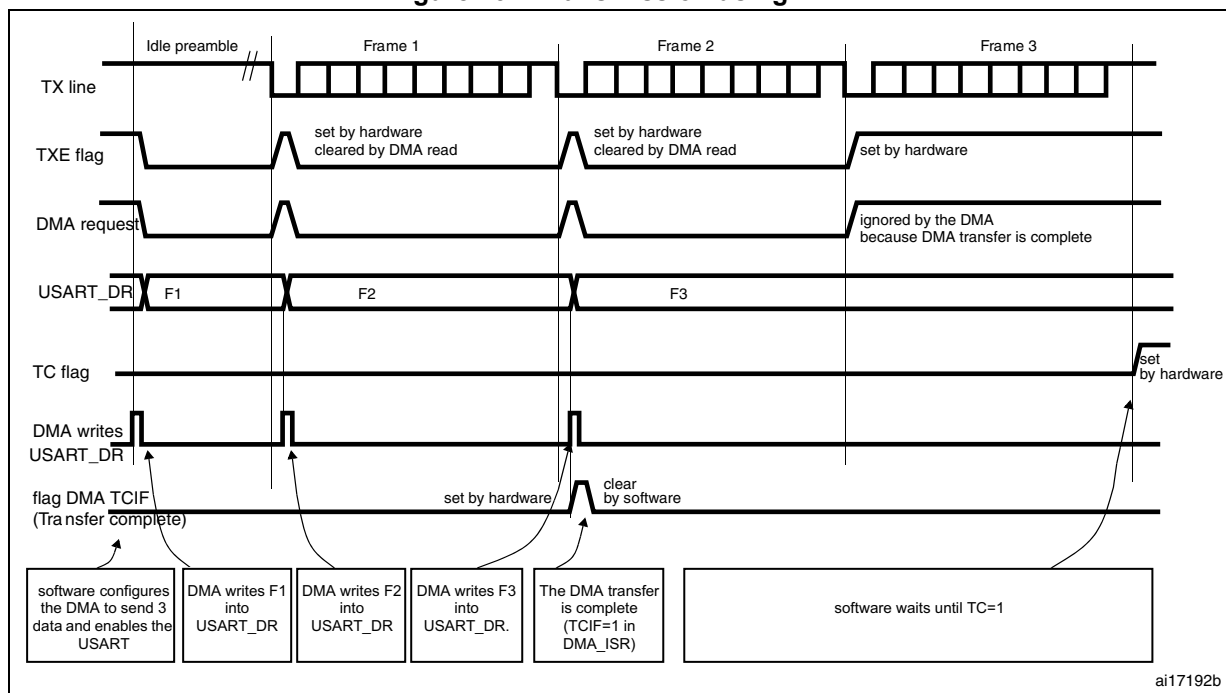 Idle preamble
Frame 1
Frame 2
Frame 3
TX line
TXE flag
set by hardware
cleared by DMA read
set by hardware
cleared by DMA read
set by hardware
DMA request
ignored by the DMA
because DMA transfer is complete
USART_DR
F1
F2
F3
TC flag
set
by hardware
DMA writes
USART_DR
flag DMA TCIF
(Transfer complete)
set by hardware
clear
by software
software configures
the DMA to send 3
data and enables the
USART
DMA writes F1
into
USART_DR
DMA writes F2
into
USART_DR
DMA writes F3
into
USART_DR.
The DMA transfer
is complete
(TCIF=1 in
DMA_ISR)
software waits until TC=1
ai17192b